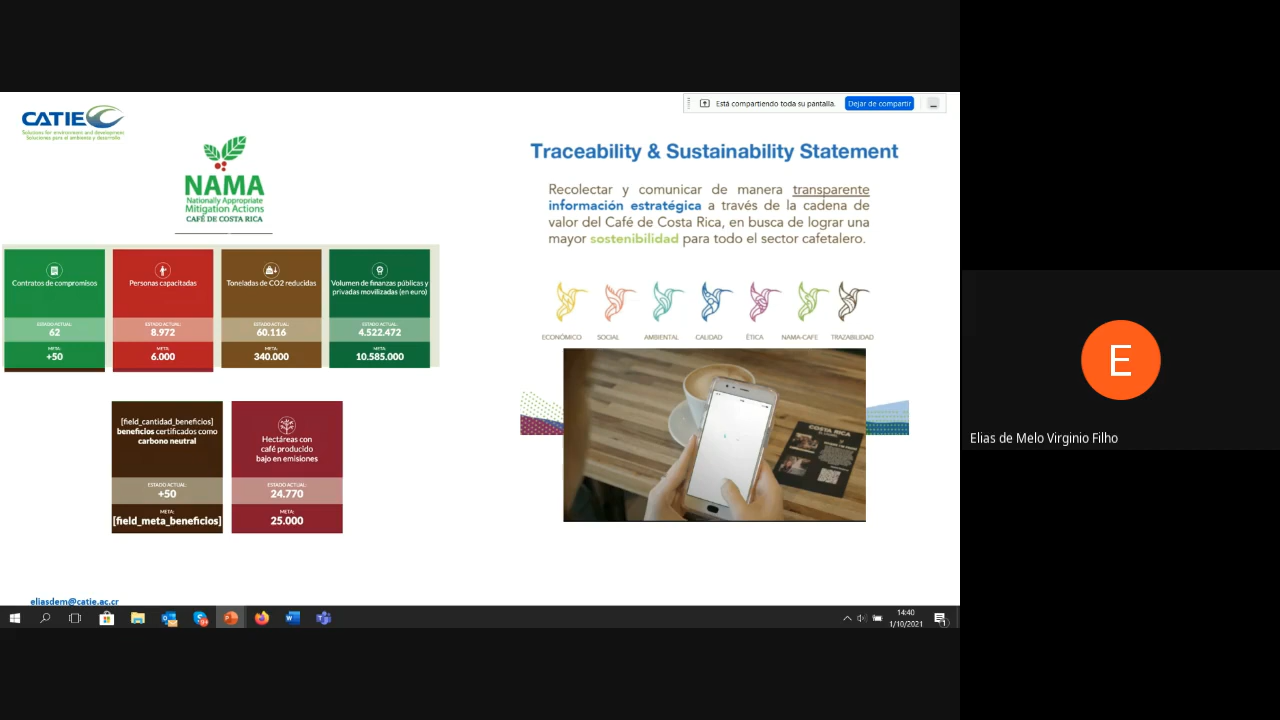 CATIE
Solutions for environment and development
Soluciones para el ambiente y desarrollo
NAMA
Nationally Appropriate
Mitigation Actions
CAFÉ DE COSTA RICA
Contratos de compromisos
ESTADO ACTUAL:
62
META:
+50
Personas capacitadas
ESTADO ACTUAL:
8.972
META:
6.000
Toneladas de CO2 reducidas
ESTADO ACTUAL:
60.116
META:
340.000
Volumen de finanzas públicas y
privadas movilizadas (en euro)
ESTADO ACTUAL:
4.522.472
META:
10.585.000
[field_cantidad_beneficios]
beneficios certificados como
carbono neutral
ESTADO ACTUAL:
+50
META:
[field_meta_beneficios]
Hectáreas con
café producido
bajo en emisiones
ESTADO ACTUAL:
24.770
META:
25.000
eliasdem@catie.ac.cr
Está compartiendo toda su pantalla.
Dejar de compartir
Traceability & Sustainability Statement
Recolectar y comunicar de manera transparente
información estratégica a través de la cadena de
valor del Café de Costa Rica, en busca de lograr una
mayor sostenibilidad para todo el sector cafetalero.
ECONÓMICO SOCIAL AMBIENTAL CALIDAD ÉTICA NAMA-CAFE TRAZABILIDAD
COSTA RICA
14:40
1/10/2021
E
Elias de Melo Virginio Filho